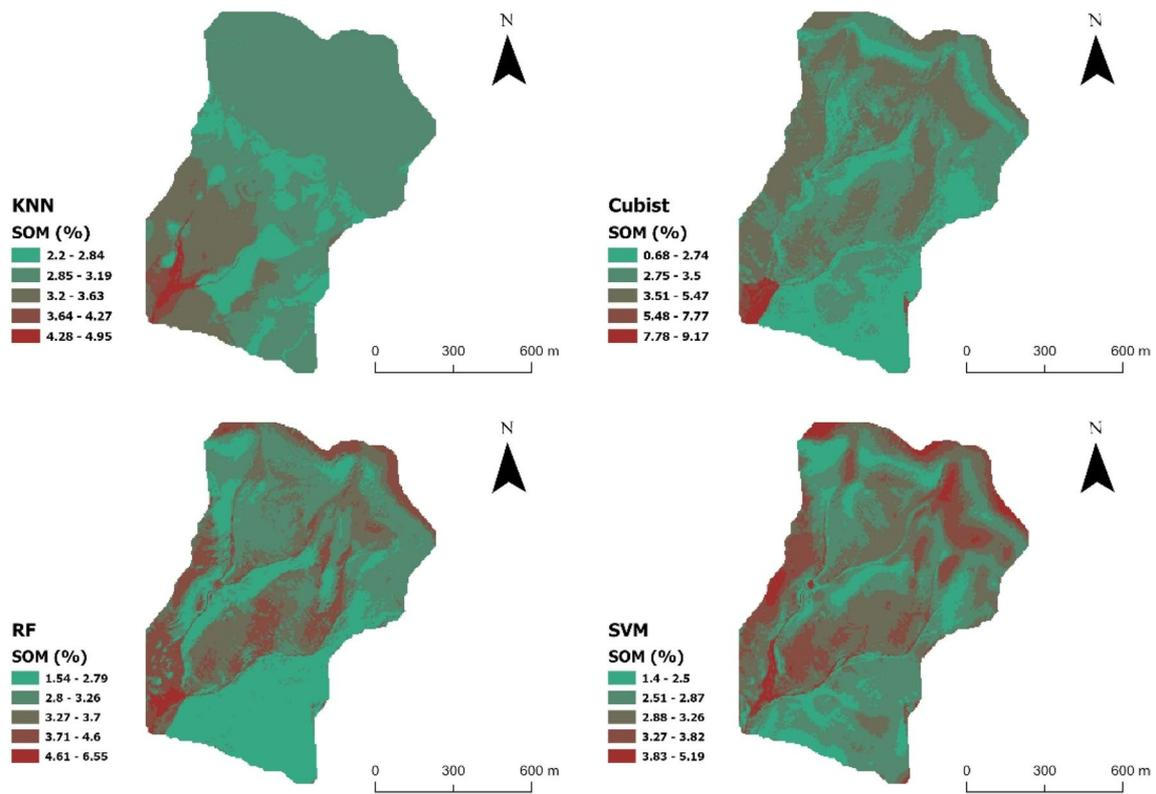 N
KNN
SOM (%)
2.2 - 2.84
2.85 - 3.19
3.2 - 3.63
3.64 - 4.27
4.28 - 4.95
0 300 600 m
N
Cubist
SOM (%)
0.68 - 2.74
2.75 - 3.5
3.51 - 5.47
5.48 - 7.77
7.78 - 9.17
0 300 600 m
N
RF
SOM (%)
1.54 - 2.79
2.8 - 3.26
3.27 - 3.7
3.71 - 4.6
4.61 - 6.55
0 300 600 m
N
SVM
SOM (%)
1.4 - 2.5
2.51 - 2.87
2.88 - 3.26
3.27 - 3.82
3.83 - 5.19
0 300 600 m